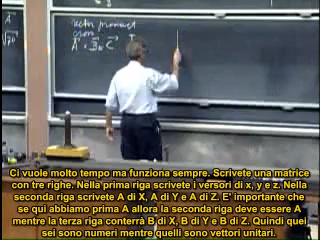 A
vector product
cross
A × B = C
Ci vuole molto tempo ma funziona sempre. Scrivete una matrice
con tre righe. Nella prima riga scrivete i versori di x, y e z. Nella
seconda riga scrivete A di X, A di Y e A di Z. E' importante che
se qui abbiamo prima A allora la seconda riga deve essere A
mentre la terza riga conterrà B di X, B di Y e B di Z. Quindi quei
sei sono numeri mentre quelli sono vettori unitari.